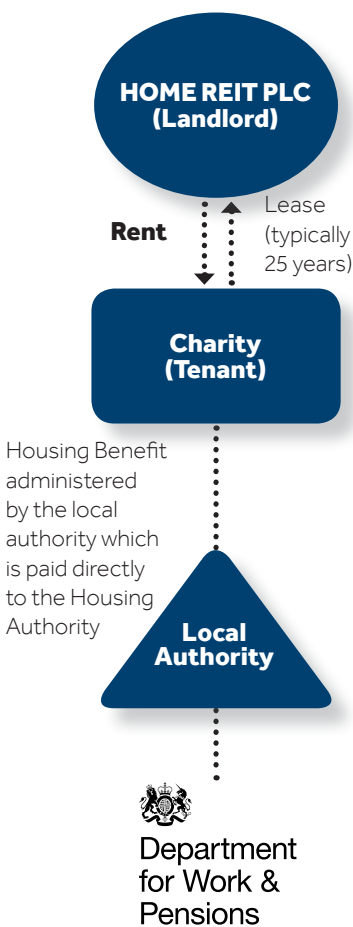 HOME REIT PLC
(Landlord)
Rent
Lease
(typically
25 years)
Charity
(Tenant)
Housing Benefit
administered
by the local
authority which
is paid directly
to the Housing
Authority
Local
Authority
Department
for Work &
Pensions